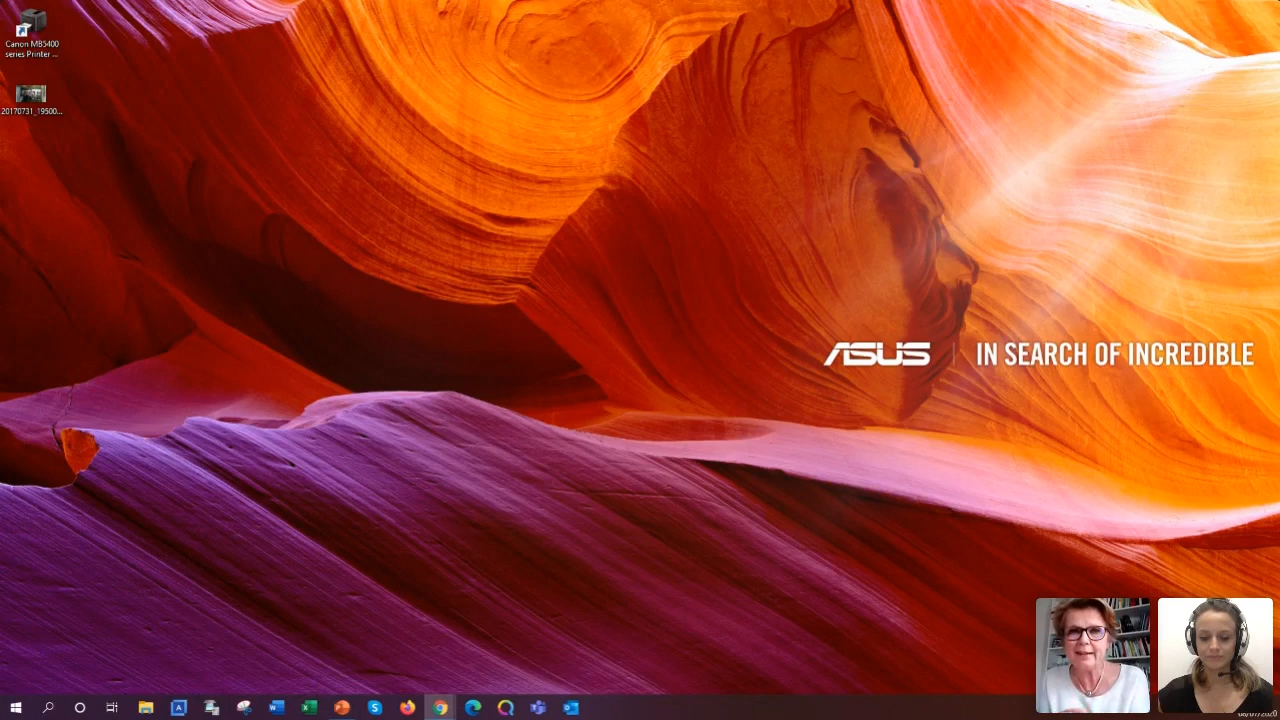 Canon MB5400
series Printer ...
20170731_19500...
ASUS
IN SEARCH OF INCREDIBLE